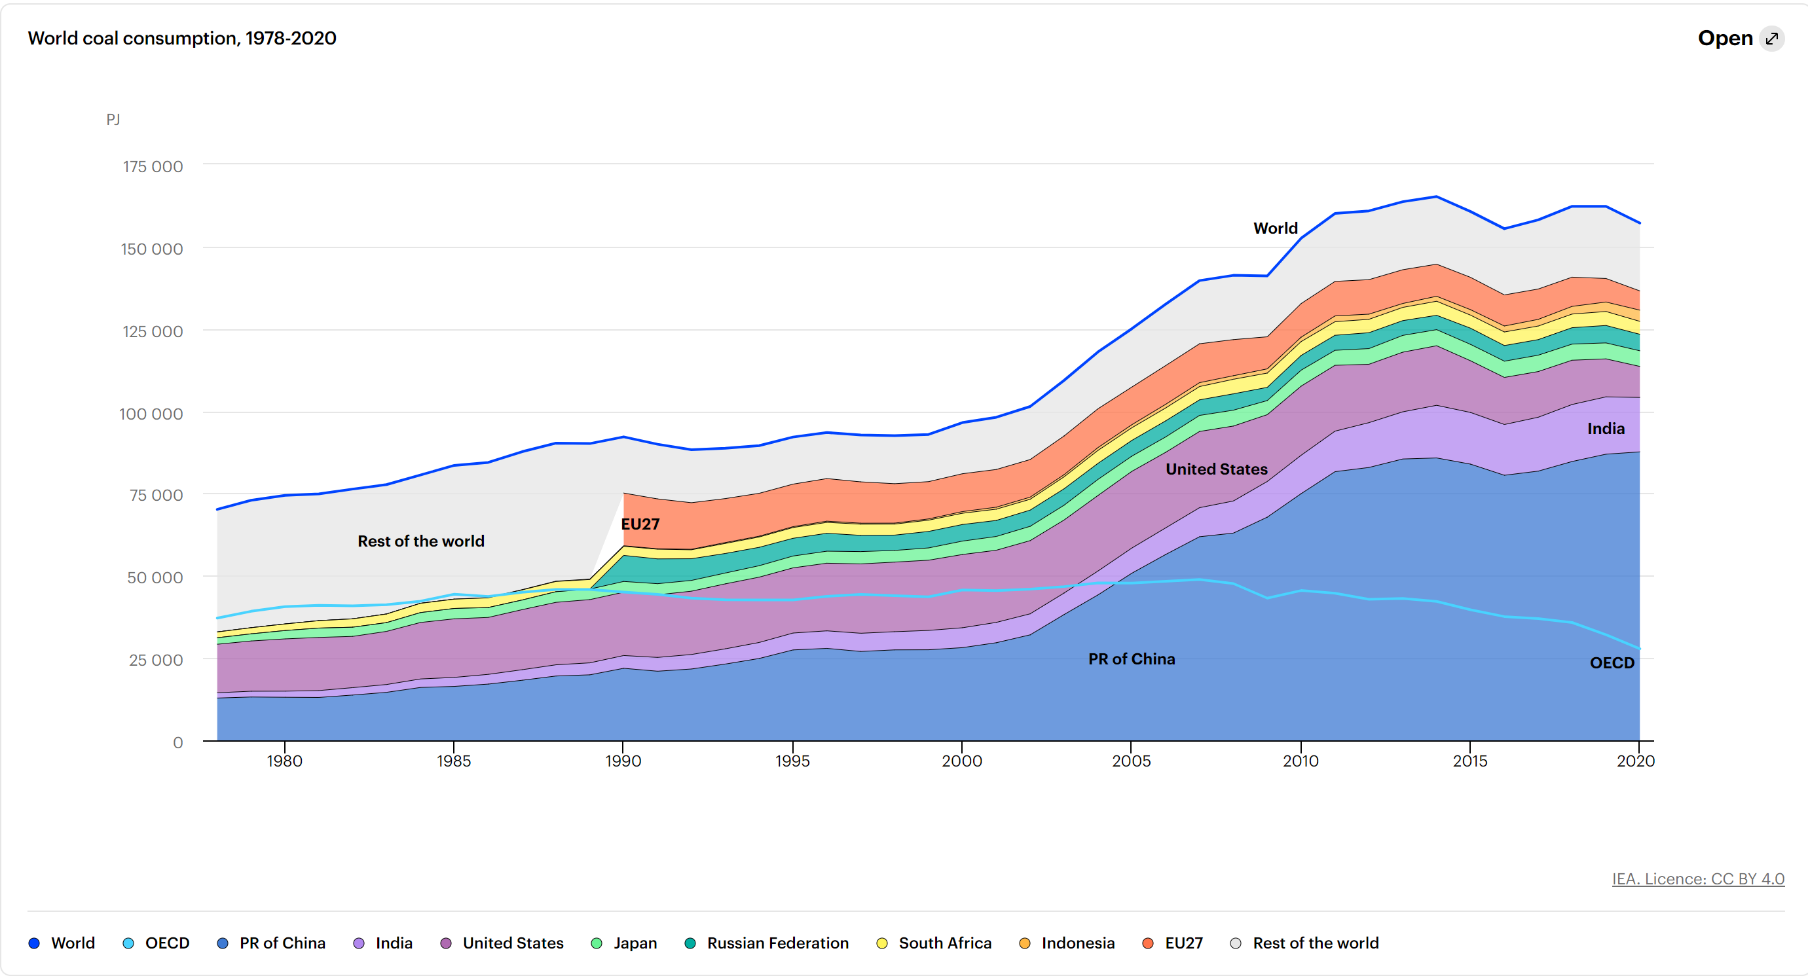 World coal consumption, 1978-2020
Open
PJ
175 000
150 000
125 000
100 000
75 000
50 000
25 000
0
World
India
United States
EU27
Rest of the world
PR of China
OECD
1980 1985 1990 1995 2000 2005 2010 2015 2020
IEA. Licence: CC BY 4.0
World OECD PR of China India United States Japan Russian Federation South Africa Indonesia EU27 Rest of the world